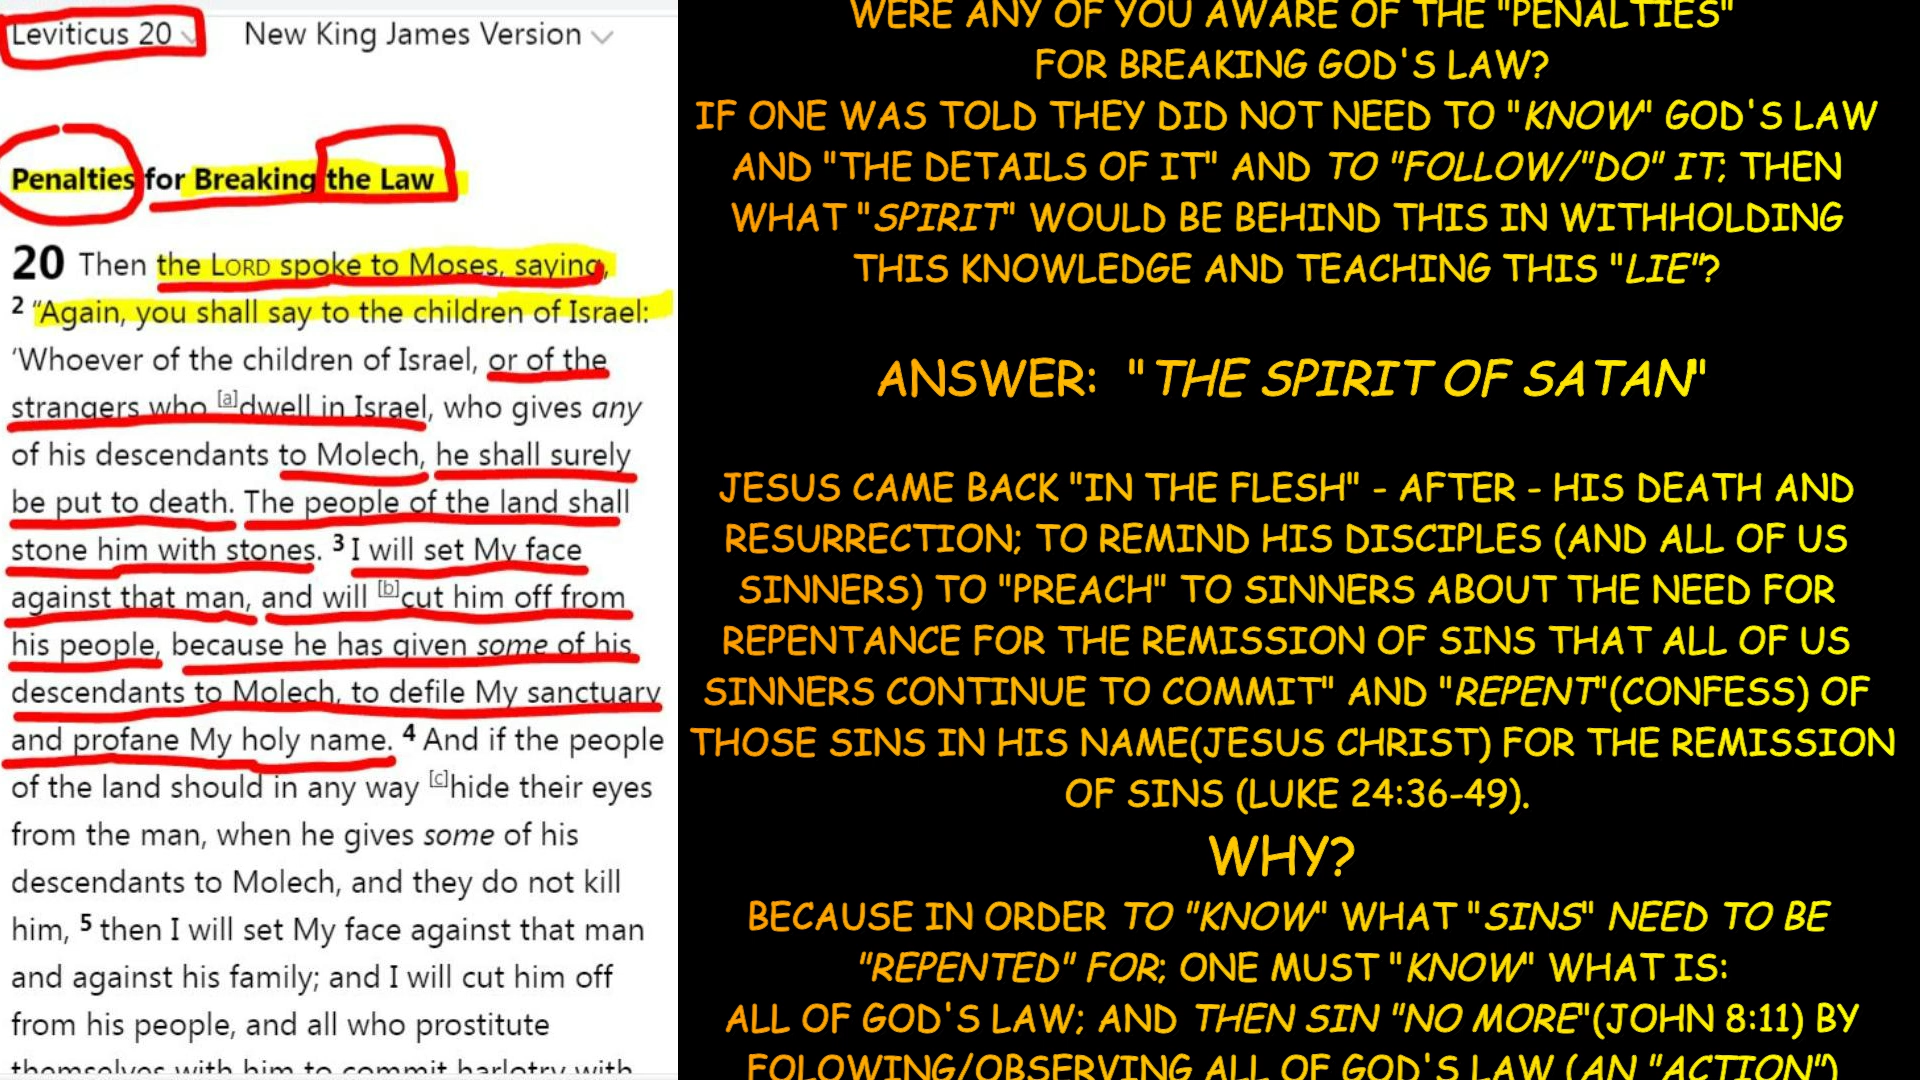 Leviticus 20 New King James Version
Penalties for Breaking the Law
20 Then the LORD spoke to Moses, saying,
2 “Again, you shall say to the children of Israel:
‘Whoever of the children of Israel, or of the
strangers who [a]dwell in Israel, who gives any
of his descendants to Molech, he shall surely
be put to death. The people of the land shall
stone him with stones. 3 I will set My face
against that man, and will [b]cut him off from
his people, because he has given some of his
descendants to Molech, to defile My sanctuary
and profane My holy name. 4 And if the people
of the land should in any way [c]hide their eyes
from the man, when he gives some of his
descendants to Molech, and they do not kill
him, 5 then I will set My face against that man
and against his family; and I will cut him off
from his people, and all who prostitute
themselves with him to commit harlotry with
WERE ANY OF YOU AWARE OF THE "PENALTIES"
FOR BREAKING GOD'S LAW?
IF ONE WAS TOLD THEY DID NOT NEED TO "KNOW" GOD'S LAW
AND "THE DETAILS OF IT" AND TO "FOLLOW/"DO" IT; THEN
WHAT "SPIRIT" WOULD BE BEHIND THIS IN WITHHOLDING
THIS KNOWLEDGE AND TEACHING THIS "LIE"?
ANSWER: "THE SPIRIT OF SATAN"
JESUS CAME BACK "IN THE FLESH" - AFTER - HIS DEATH AND
RESURRECTION; TO REMIND HIS DISCIPLES (AND ALL OF US
SINNERS) TO "PREACH" TO SINNERS ABOUT THE NEED FOR
REPENTANCE FOR THE REMISSION OF SINS THAT ALL OF US
SINNERS CONTINUE TO COMMIT" AND "REPENT"(CONFESS) OF
THOSE SINS IN HIS NAME(JESUS CHRIST) FOR THE REMISSION
OF SINS (LUKE 24:36-49).
WHY?
BECAUSE IN ORDER TO "KNOW" WHAT "SINS" NEED TO BE
"REPENTED" FOR; ONE MUST "KNOW" WHAT IS:
ALL OF GOD'S LAW; AND THEN SIN "NO MORE"(JOHN 8:11) BY
FOLOWING/OBSERVING ALL OF GOD'S LAW (AN "ACTION")